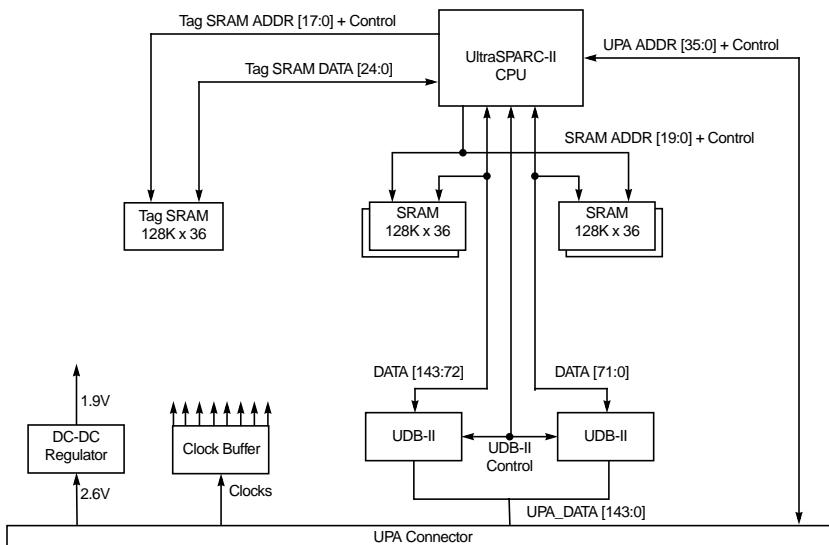 Tag SRAM ADDR [17:0] + Control
UltraSPARC-II
CPU
UPA ADDR [35:0] + Control
Tag SRAM DATA [24:0]
SRAM ADDR [19:0] + Control
Tag SRAM
128K x 36
SRAM
128K x 36
SRAM
128K x 36
DATA [143:72]
DATA [71:0]
1.9V
DC-DC
Regulator
Clock Buffer
UDB-II
UDB-II
UDB-II
Control
2.6V
Clocks
UPA_DATA [143:0]
UPA Connector